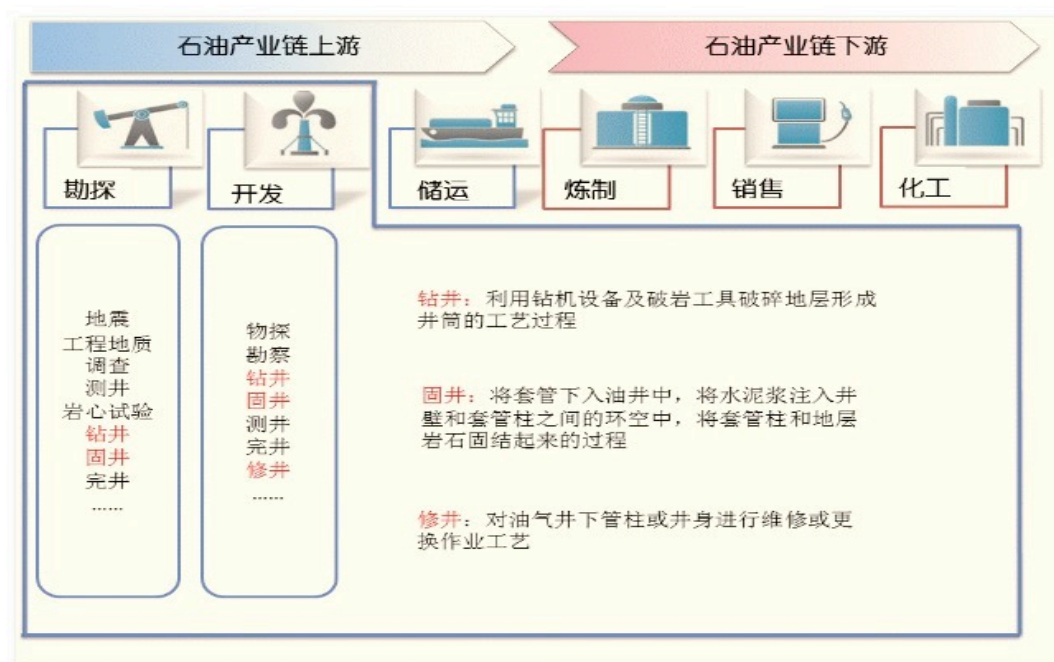 石油产业链上游
石油产业链下游
勘探
开发
储运
炼制
销售
化工
地震
工程地质
调查
测井
岩心试验
钻井
固井
完井
......
物探
勘察
钻井
固井
测井
完井
修井
......
钻井：利用钻机设备及破岩工具破碎地层形成
井筒的工艺过程
固井：将套管下入油井中，将水泥浆注入井
壁和套管柱之间的环空中，将套管柱和地层
岩石固结起来的过程
修井：对油气井下管柱或井身进行维修或更
换作业工艺